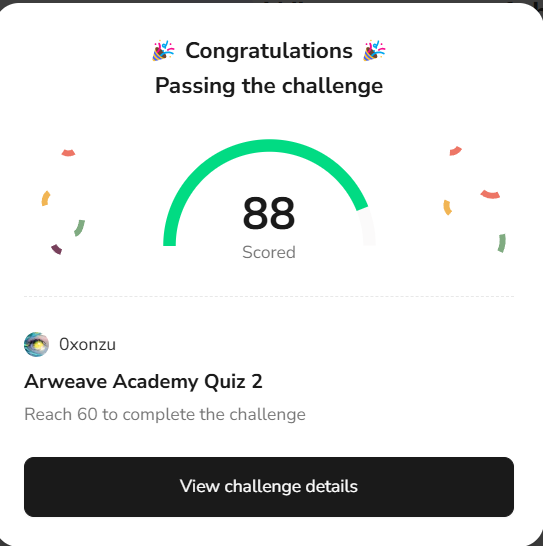 🎉 Congratulations 🎉
Passing the challenge
88
Scored
0xonzu
Arweave Academy Quiz 2
Reach 60 to complete the challenge
View challenge details